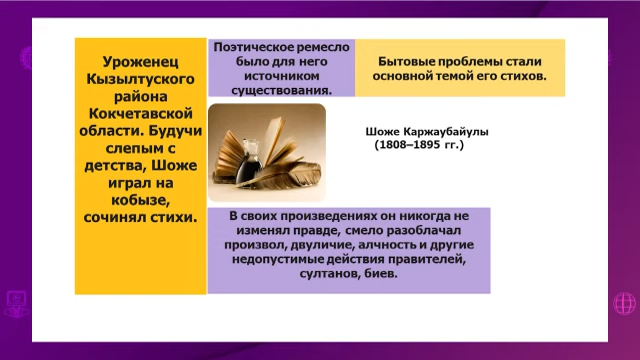 Уроженец
Кызылтуского
района
Кокчетавской
области. Будучи
слепым с
детства, Шоже
играл на
кобызе,
сочинял стихи.
Поэтическое ремесло
было для него
источником
существования.
Бытовые проблемы стали
основной темой его стихов.
Шоже Каржаубайулы
(1808–1895 гг.)
В своих произведениях он никогда не
изменял правде, смело разоблачал
произвол, двуличие, алчность и другие
недопустимые действия правителей,
султанов, биев.